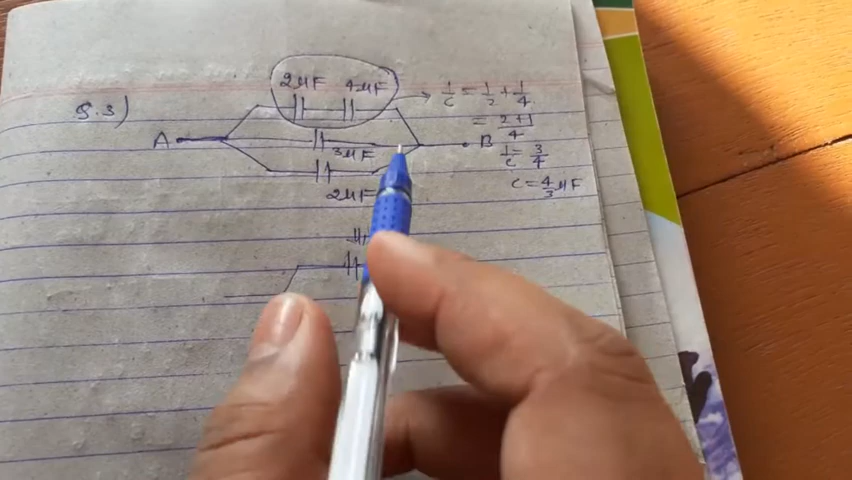 S.3)
2µF 4µF
→ 1/c = 1/2 + 1/4
= 2+1/4
A B
3µF
1/c = 3/4
2µF
c = 4/3 µF